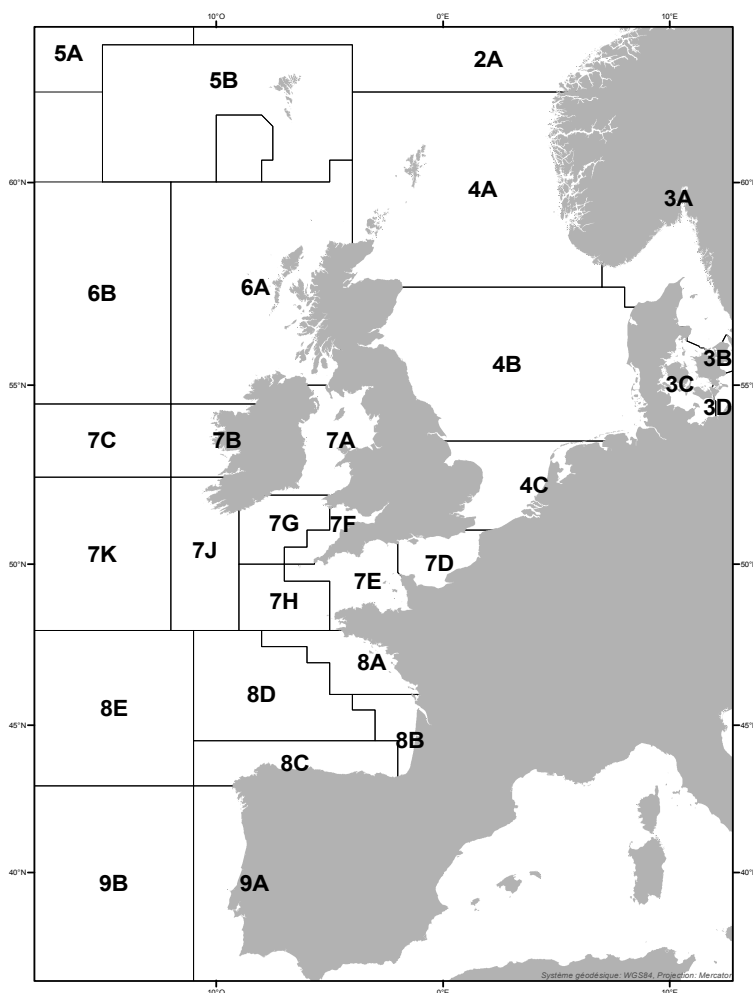 10°O 0°E 10°E
5A
2A
5B
60°N 60°N
4A
3A
6B
6A
4B
3B
55°N 3C 55°N
3D
7C 7B 7A
4C
7G 7F
7K 7J 7D
50°N 50°N
7E
7H
8A
8D
8E
45°N 45°N
8B
8C
40°N 40°N
9B 9A
Système géodésique: WGS84, Projection: Mercator
10°O 0°E 10°E